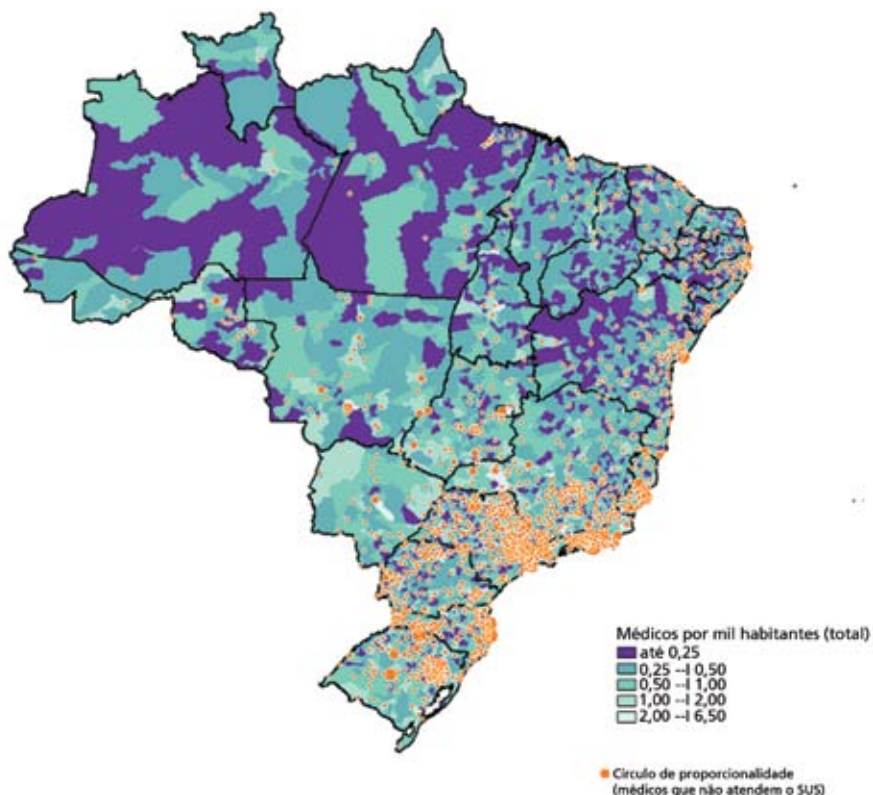 Médicos por mil habitantes (total)
até 0,25
0,25 --I 0,50
0,50 --I 1,00
1,00 --I 2,00
2,00 --I 6,50
Círculo de proporcionalidade
(médicos que não atendem o SUS)